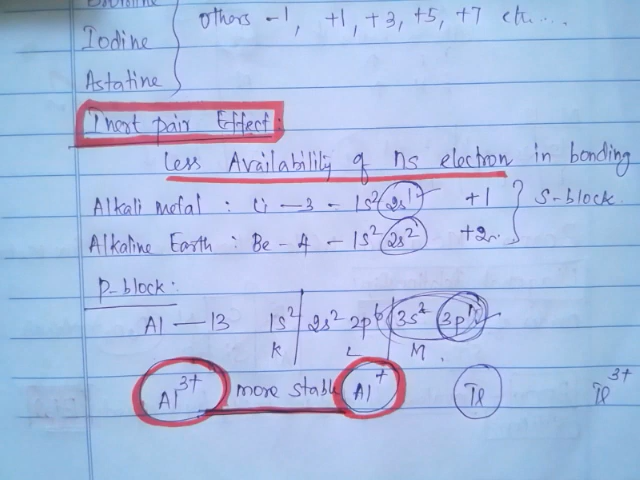 others -1, +1, +3, +5, +7 etc....
Iodine
Astatine
Inert pair Effect:
Less Availability of ns electron in bonding
Alkali Metal : Li — 3 — 1s² 2s¹ +1
Alkaline Earth : Be - 4 - 1s² 2s² +2
S-block
p-block:
Al — 13 1s² 2s² 2p⁶ 3s² 3p¹
K L M.
Al³⁺ more stable Al⁺ Tl Tl³⁺